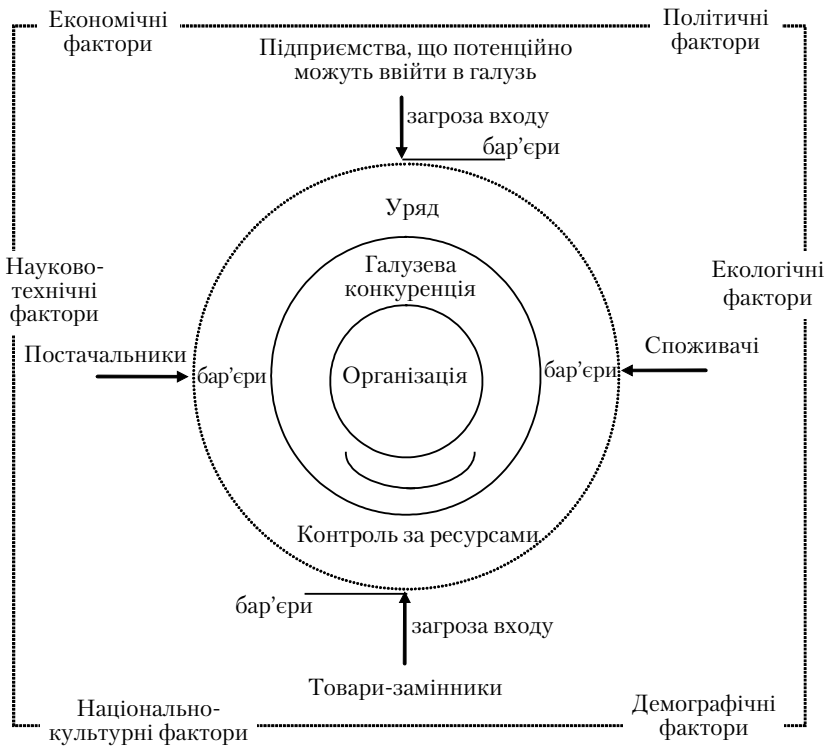 Економічні
фактори
Політичні
фактори
Підприємства, що потенційно
можуть ввійти в галузь
загроза входу
бар’єри
Уряд
Галузева
конкуренція
Науково-
технічні
фактори
Екологічні
фактори
Постачальники
бар’єри
Організація
бар’єри
Споживачі
Контроль за ресурсами
бар’єри
загроза входу
Товари-замінники
Національно-
культурні фактори
Демографічні
фактори